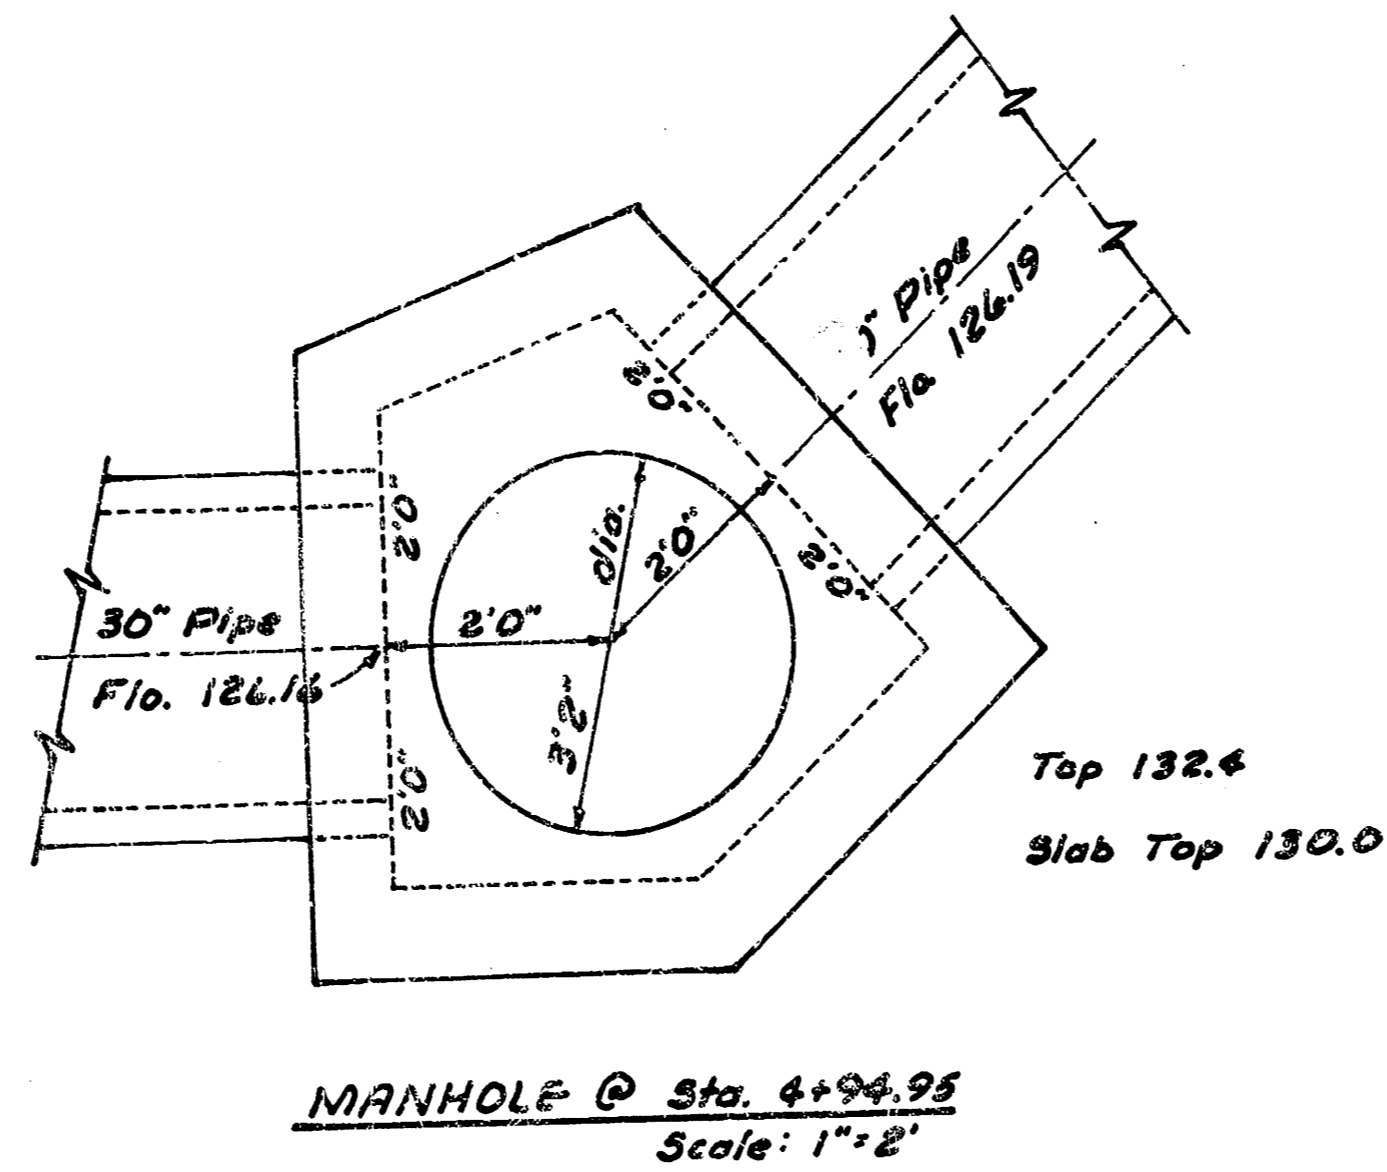 " Pipe
Flo. 126.19
2'0"
2'0"
dia.
2'0"
2'0"
30" Pipe
2'0"
Flo. 126.16
3'2"
2'0"
Top 132.4
Slab Top 130.0
MANHOLE @ Sta. 4+94.95
Scale: 1"=2'